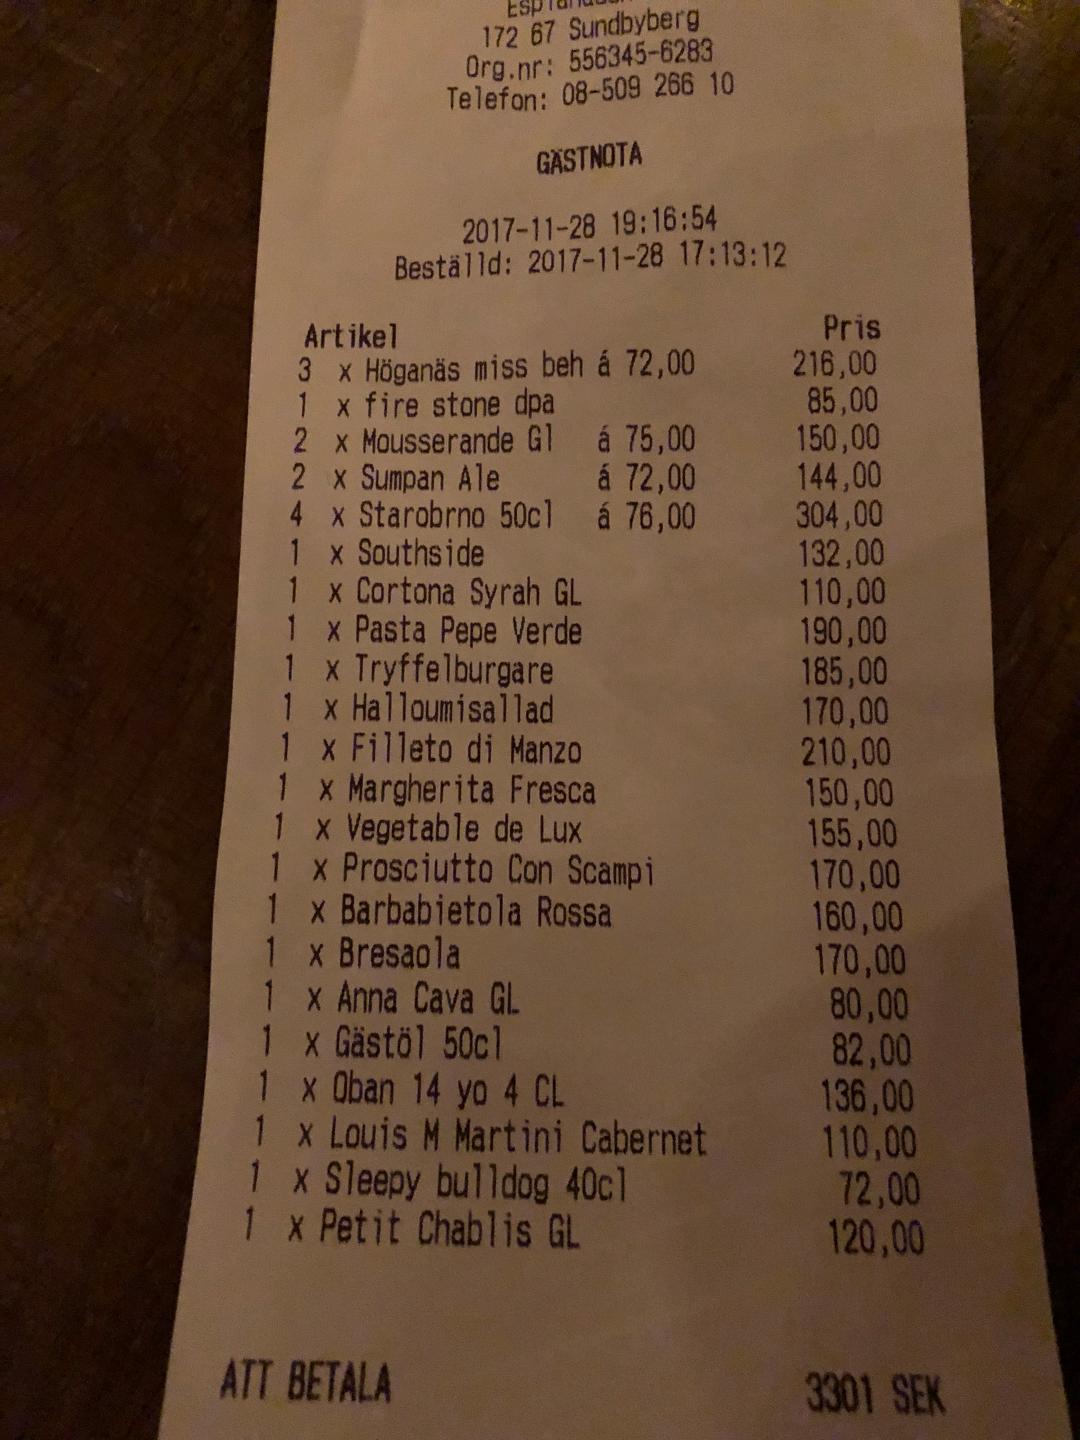 172 67 Sundbyberg
Org.nr: 556345-6283
Telefon: 08-509 266 10
GÄSTNOTA
2017-11-28 19:16:54
Beställd: 2017-11-28 17:13:12
Artikel Pris
3 x Höganäs miss beh á 72,00 216,00
1 x fire stone dpa 85,00
2 x Mousserande Gl á 75,00 150,00
2 x Sumpan Ale á 72,00 144,00
4 x Starobrno 50cl á 76,00 304,00
1 x Southside 132,00
1 x Cortona Syrah GL 110,00
1 x Pasta Pepe Verde 190,00
1 x Tryffelburgare 185,00
1 x Halloumisallad 170,00
1 x Filleto di Manzo 210,00
1 x Margherita Fresca 150,00
1 x Vegetable de Lux 155,00
1 x Prosciutto Con Scampi 170,00
1 x Barbabietola Rossa 160,00
1 x Bresaola 170,00
1 x Anna Cava GL 80,00
1 x Gästöl 50cl 82,00
1 x Oban 14 yo 4 CL 136,00
1 x Louis M Martini Cabernet 110,00
1 x Sleepy bulldog 40cl 72,00
1 x Petit Chablis GL 120,00
ATT BETALA 3301 SEK